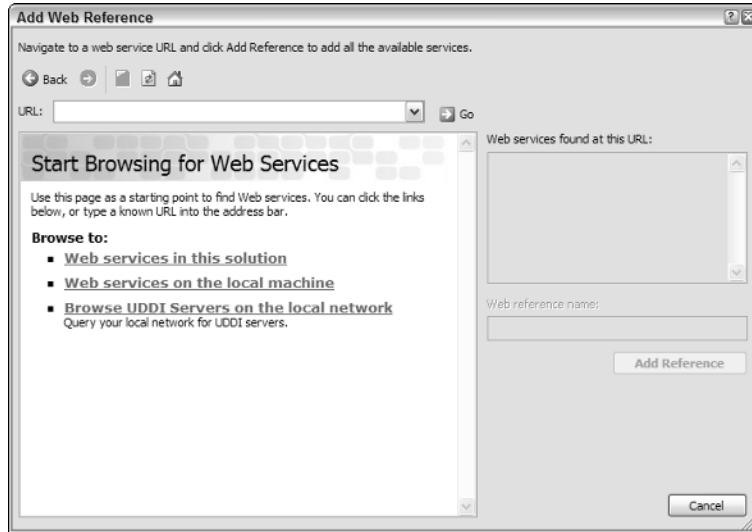 Add Web Reference
Navigate to a web service URL and click Add Reference to add all the available services.
Back
URL:
Go
Start Browsing for Web Services
Use this page as a starting point to find Web services. You can click the links
below, or type a known URL into the address bar.
Browse to:
Web services in this solution
Web services on the local machine
Browse UDDI Servers on the local network
Query your local network for UDDI servers.
Web services found at this URL:
Web reference name:
Add Reference
Cancel